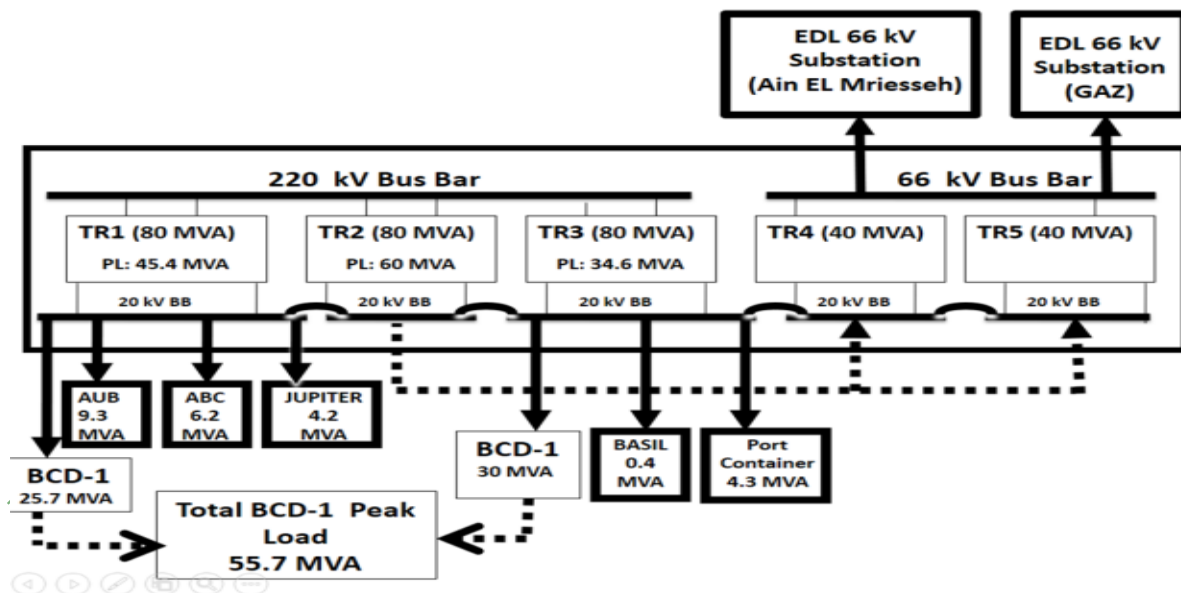 EDL 66 kV
Substation
(Ain EL Mriesseh)
EDL 66 kV
Substation
(GAZ)
220 kV Bus Bar
66 kV Bus Bar
TR1 (80 MVA)
PL: 45.4 MVA
TR2 (80 MVA)
PL: 60 MVA
TR3 (80 MVA)
PL: 34.6 MVA
TR4 (40 MVA)
TR5 (40 MVA)
20 kV BB
20 kV BB
20 kV BB
20 kV BB
20 kV BB
AUB
9.3
MVA
ABC
6.2
MVA
JUPITER
4.2
MVA
BCD-1
25.7 MVA
BCD-1
30 MVA
BASIL
0.4
MVA
Port
Container
4.3 MVA
Total BCD-1 Peak
Load
55.7 MVA